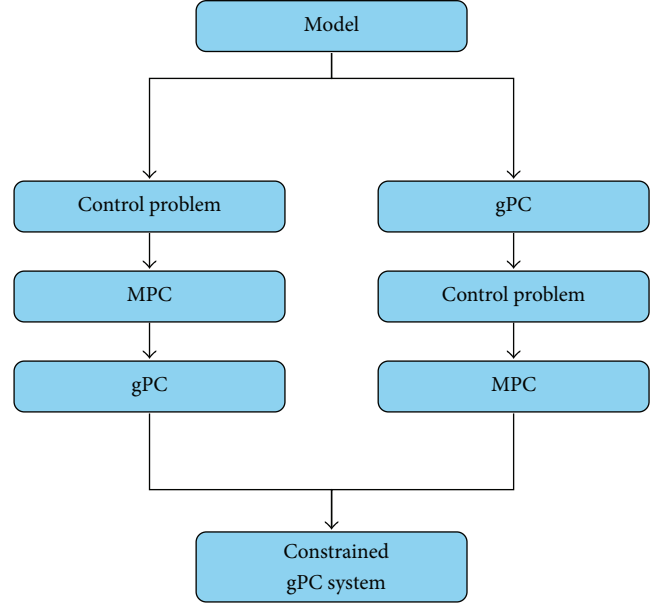 Model
Control problem
gPC
MPC
Control problem
gPC
MPC
Constrained
gPC system